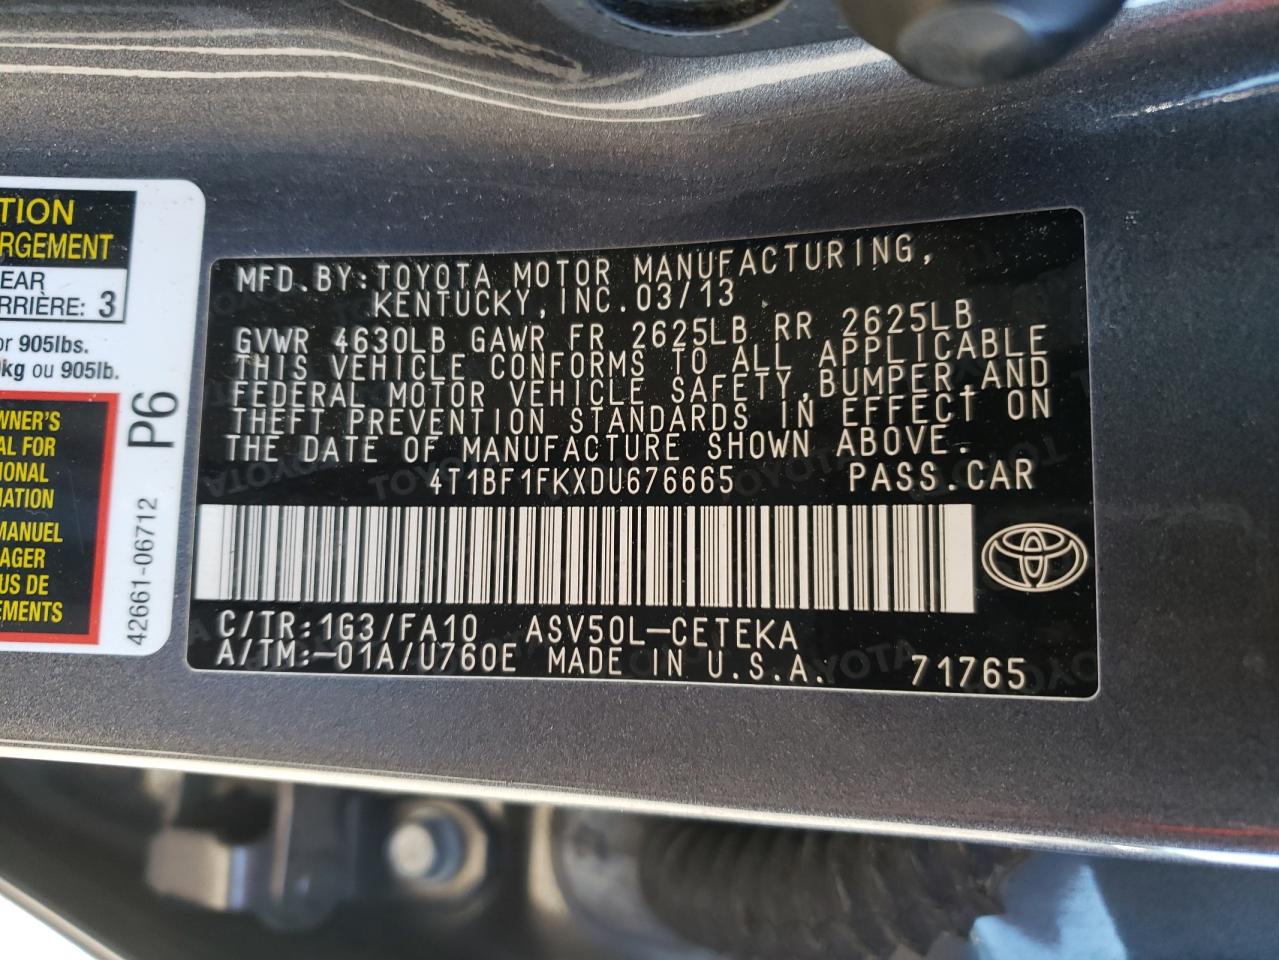 TION
RGEMENT
EAR
RRIÈRE: 3
or 905lbs.
kg ou 905lb.
WNER'S
AL FOR
IONAL
MATION
MANUEL
AGER
US DE
EMENTS
P6
42661-06712
MFD.BY:TOYOTA MOTOR MANUFACTURING,
KENTUCKY,INC.03/13
GVWR 4630LB GAWR FR 2625LB RR 2625LB
THIS VEHICLE CONFORMS TO ALL APPLICABLE
FEDERAL MOTOR VEHICLE SAFETY,BUMPER,AND
THEFT PREVENTION STANDARDS IN EFFECT ON
THE DATE OF MANUFACTURE SHOWN ABOVE.
4T1BF1FKXDU676665 PASS.CAR
C/TR:1G3/FA10 ASV50L-CETEKA
A/TM:-01A/U760E MADE IN U.S.A. 71765